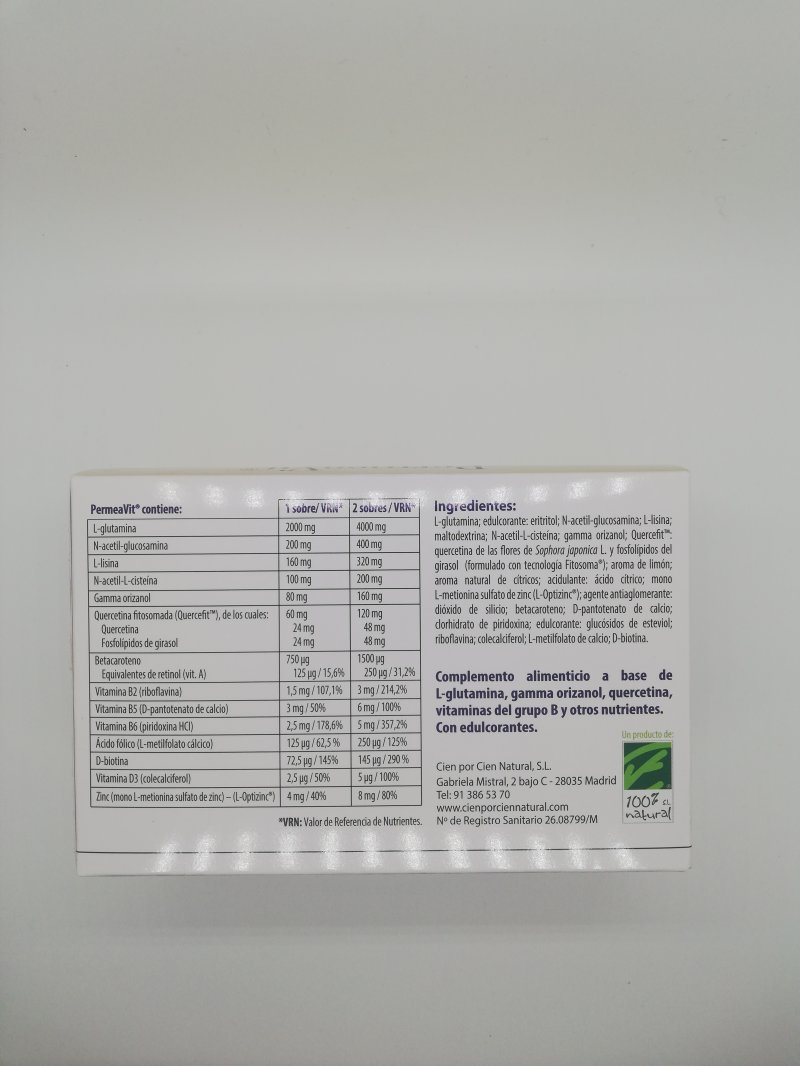 PermeaVit® contiene: 1 sobre/ VRN* 2 sobres / VRN*
L-glutamina 2000 mg 4000 mg
N-acetil-glucosamina 200 mg 400 mg
L-lisina 160 mg 320 mg
N-acetil-L-cisteína 100 mg 200 mg
Gamma orizanol 80 mg 160 mg
Quercetina fitosomada (Quercefit™), de los cuales: 60 mg 120 mg
Quercetina 24 mg 48 mg
Fosfolípidos de girasol 24 mg 48 mg
Betacaroteno 750 µg 1500 µg
Equivalentes de retinol (vit. A) 125 µg / 15,6% 250 µg / 31,2%
Vitamina B2 (riboflavina) 1,5 mg / 107,1% 3 mg / 214,2%
Vitamina B5 (D-pantotenato de calcio) 3 mg / 50% 6 mg / 100%
Vitamina B6 (piridoxina HCl) 2,5 mg / 178,6% 5 mg / 357,2%
Ácido fólico (L-metilfolato cálcico) 125 µg / 62,5 % 250 µg / 125%
D-biotina 72,5 µg / 145% 145 µg / 290 %
Vitamina D3 (colecalciferol) 2,5 µg / 50% 5 µg / 100%
Zinc (mono L-metionina sulfato de zinc) – (L-Optizinc®) 4 mg / 40% 8 mg / 80%
*VRN: Valor de Referencia de Nutrientes.
Ingredientes:
L-glutamina; edulcorante: eritritol; N-acetil-glucosamina; L-lisina;
maltodextrina; N-acetil-L-cisteína; gamma orizanol; Quercefit™:
quercetina de las flores de Sophora japonica L. y fosfolípidos del
girasol (formulado con tecnología Fitosoma®); aroma de limón;
aroma natural de cítricos; acidulante: ácido cítrico; mono
L-metionina sulfato de zinc (L-Optizinc®); agente antiaglomerante:
dióxido de silicio; betacaroteno; D-pantotenato de calcio;
clorhidrato de piridoxina; edulcorante: glucósidos de esteviol;
riboflavina; colecalciferol; L-metilfolato de calcio; D-biotina.
Complemento alimenticio a base de
L-glutamina, gamma orizanol, quercetina,
vitaminas del grupo B y otros nutrientes.
Con edulcorantes.
Un producto de:
Cien por Cien Natural, S.L.
Gabriela Mistral, 2 bajo C - 28035 Madrid
Tel: 91 386 53 70
www.cienporciennatural.com
Nº de Registro Sanitario 26.08799/M
100% S.L.
natural